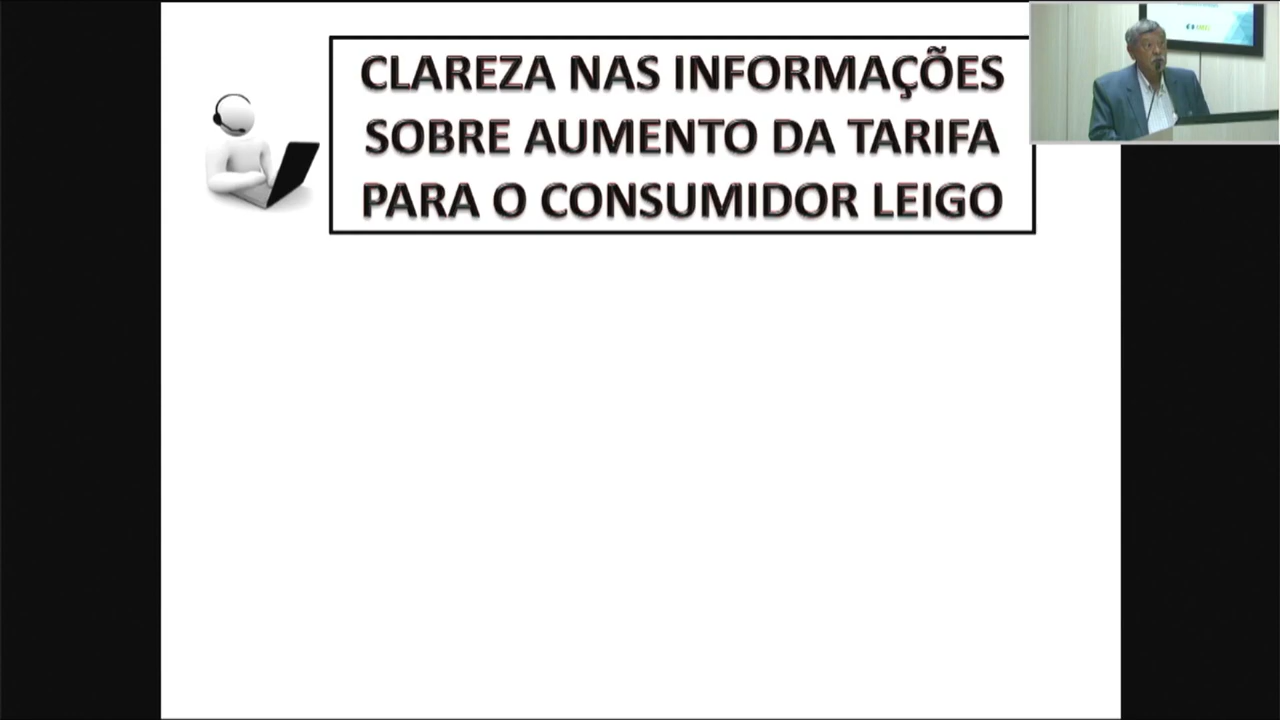 CLAREZA NAS INFORMAÇÕES
SOBRE AUMENTO DA TARIFA
PARA O CONSUMIDOR LEIGO